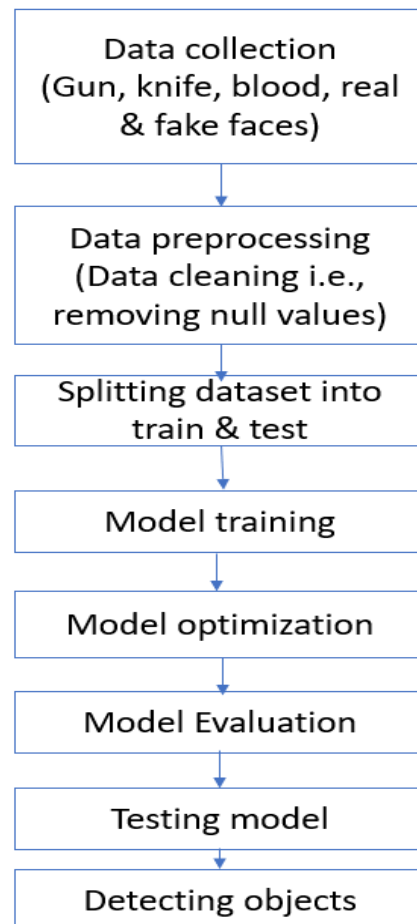 Data collection
(Gun, knife, blood, real
& fake faces)
Data preprocessing
(Data cleaning i.e.,
removing null values)
Splitting dataset into
train & test
Model training
Model optimization
Model Evaluation
Testing model
Detecting objects